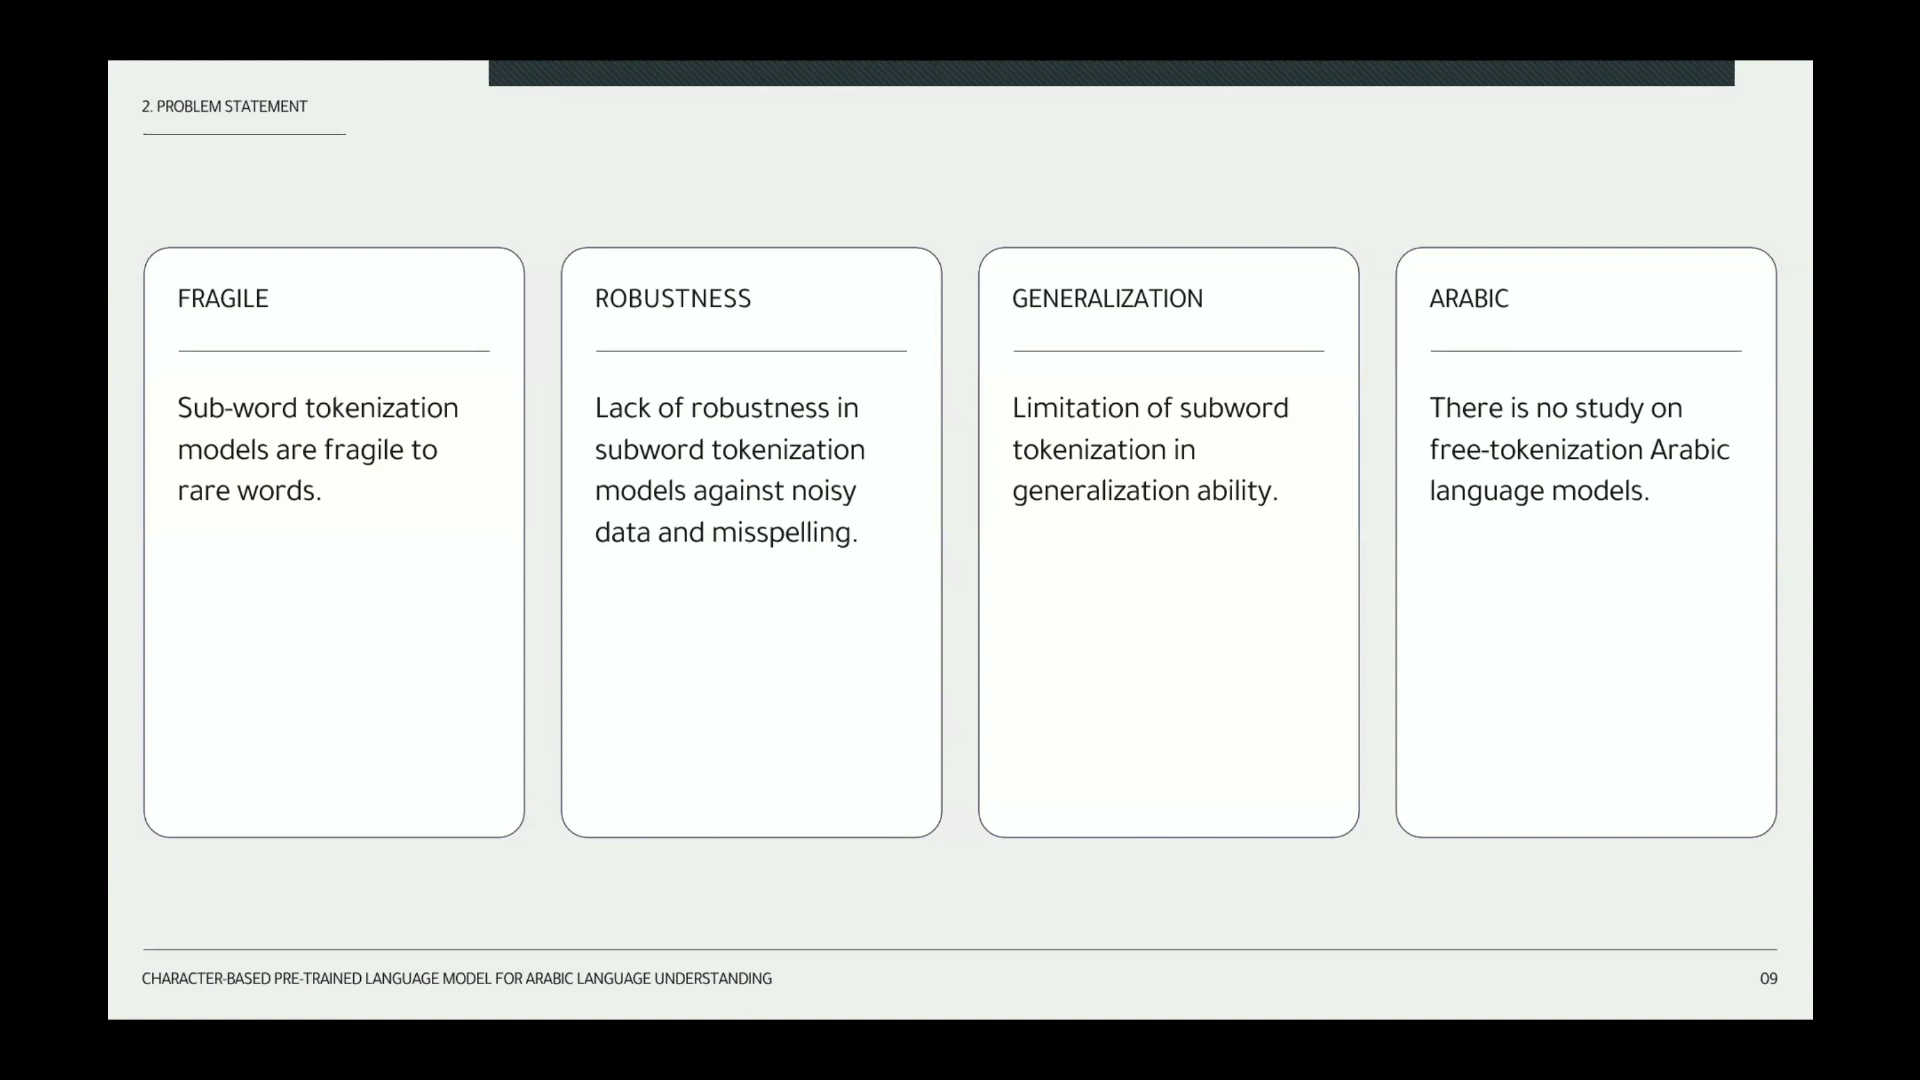 2. PROBLEM STATEMENT
FRAGILE
Sub-word tokenization
models are fragile to
rare words.
ROBUSTNESS
Lack of robustness in
subword tokenization
models against noisy
data and misspelling.
GENERALIZATION
Limitation of subword
tokenization in
generalization ability.
ARABIC
There is no study on
free-tokenization Arabic
language models.
CHARACTER-BASED PRE-TRAINED LANGUAGE MODEL FOR ARABIC LANGUAGE UNDERSTANDING
09